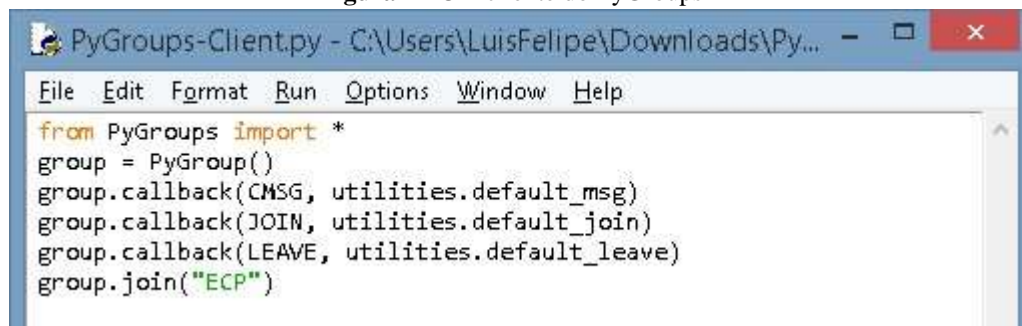 PyGroups-Client.py - C:\Users\LuisFelipe\Downloads\Py...
File Edit Format Run Options Window Help
from PyGroups import *
group = PyGroup()
group.callback(CMSG, utilities.default_msg)
group.callback(JOIN, utilities.default_join)
group.callback(LEAVE, utilities.default_leave)
group.join("ECP")